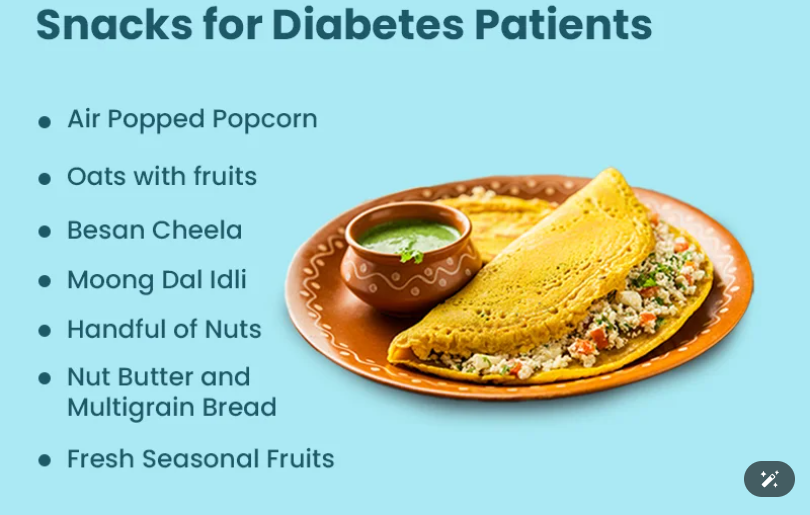 Snacks for Diabetes Patients
Air Popped Popcorn
Oats with fruits
Besan Cheela
Moong Dal Idli
Handful of Nuts
Nut Butter and
Multigrain Bread
Fresh Seasonal Fruits